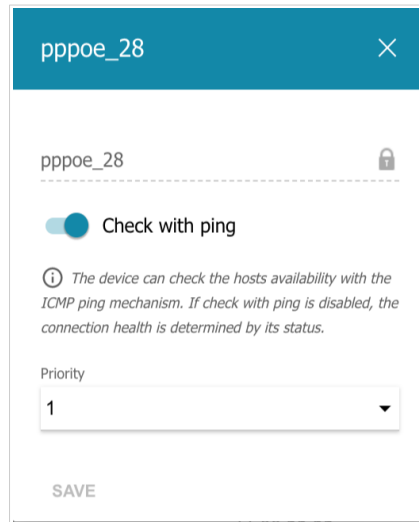 pppoe_28
pppoe_28
Check with ping
The device can check the hosts availability with the
ICMP ping mechanism. If check with ping is disabled, the
connection health is determined by its status.
Priority
1
SAVE